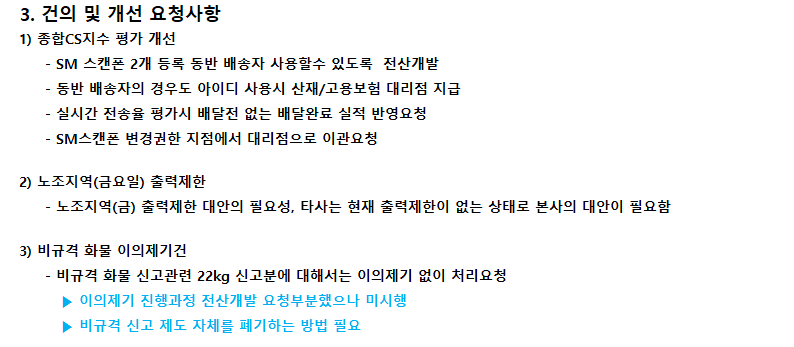 3. 건의 및 개선 요청사항
1) 종합CS지수 평가 개선
- SM 스캔폰 2개 등록 동반 배송자 사용할수 있도록 전산개발
- 동반 배송자의 경우도 아이디 사용시 산재/고용보험 대리점 지급
- 실시간 전송율 평가시 배달전 없는 배달완료 실적 반영요청
- SM스캔폰 변경권한 지점에서 대리점으로 이관요청
2) 노조지역(금요일) 출력제한
- 노조지역(금) 출력제한 대안의 필요성, 타사는 현재 출력제한이 없는 상태로 본사의 대안이 필요함
3) 비규격 화물 이의제기건
- 비규격 화물 신고관련 22kg 신고분에 대해서는 이의제기 없이 처리요청
▶ 이의제기 진행과정 전산개발 요청부분했으나 미시행
▶ 비규격 신고 제도 자체를 폐기하는 방법 필요